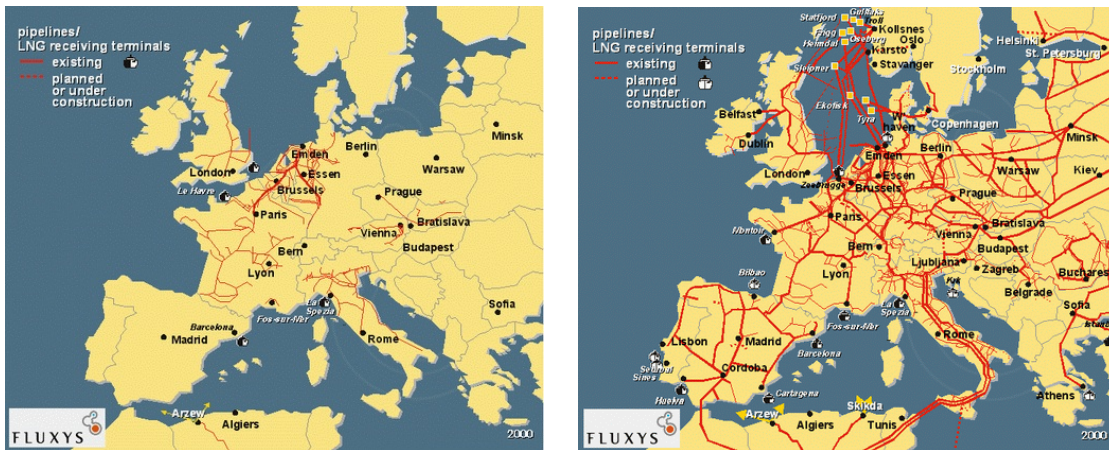 pipelines/
LNG receiving terminals
existing
planned
or under
construction
Minsk
Berlin
Emden
Warsaw
London
Essen
Le Havre
Brussels
Prague
Paris
Bratislava
Vienna
Bern
Budapest
Lyon
La
Spezia
Sofia
Fos-sur-Mer
Barcelona
Madrid
Rome
Arzew
Algiers
FLUXYS
2000
pipelines/
LNG receiving terminals
existing
planned
or under
construction
Statfjord
Gullfaks
Troll
Frigg
Oseberg
Heimdal
Kollsnes
Oslo
Karsto
Stavanger
Sleipner
Helsinki
St. Petersburg
Stockholm
Ekofisk
Tyra
Belfast
Dublin
W'
haven
Copenhagen
Minsk
Emden
Berlin
London
Zeebrugge
Essen
Brussels
Warsaw
Kiev
Prague
Paris
Montoir
Vienna
Bratislava
Bern
Budapest
Lyon
Ljubljana
Zagreb
Bilbao
Krk
Belgrade
Buchares
La
Spezia
Sofia
Fos-sur-Mer
Lisbon
Madrid
Barcelona
Rome
Setubal
Sines
Cordoba
Huelva
Cartagena
Athens
Arzew
Skikda
Algiers
Tunis
FLUXYS
2000